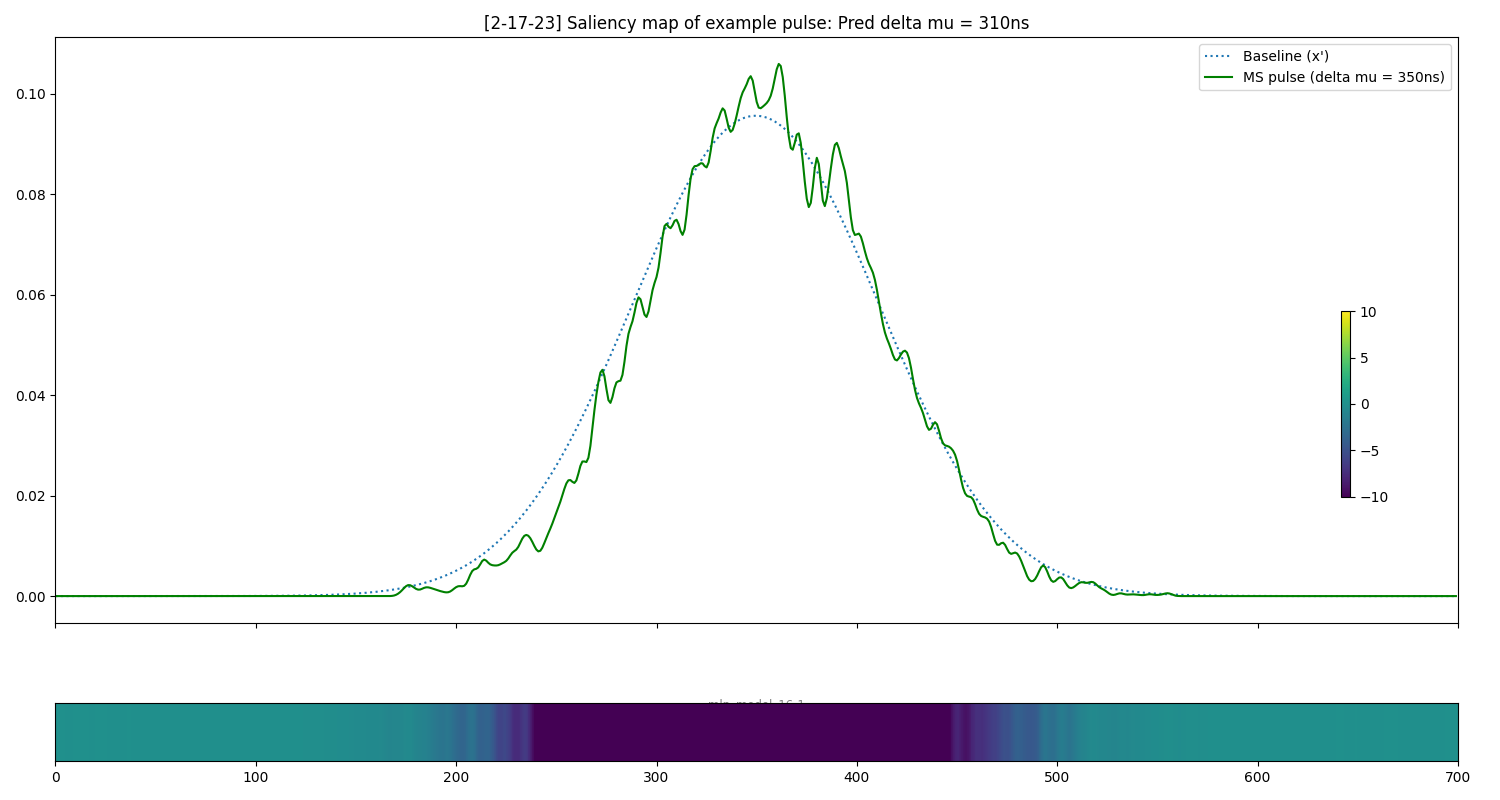 [2-17-23] Saliency map of example pulse: Pred delta mu = 310ns
Baseline (x')
MS pulse (delta mu = 350ns)
0.10
0.08
0.06
0.04
0.02
0.00
10
5
0
−5
−10
0 100 200 300 400 500 600 700